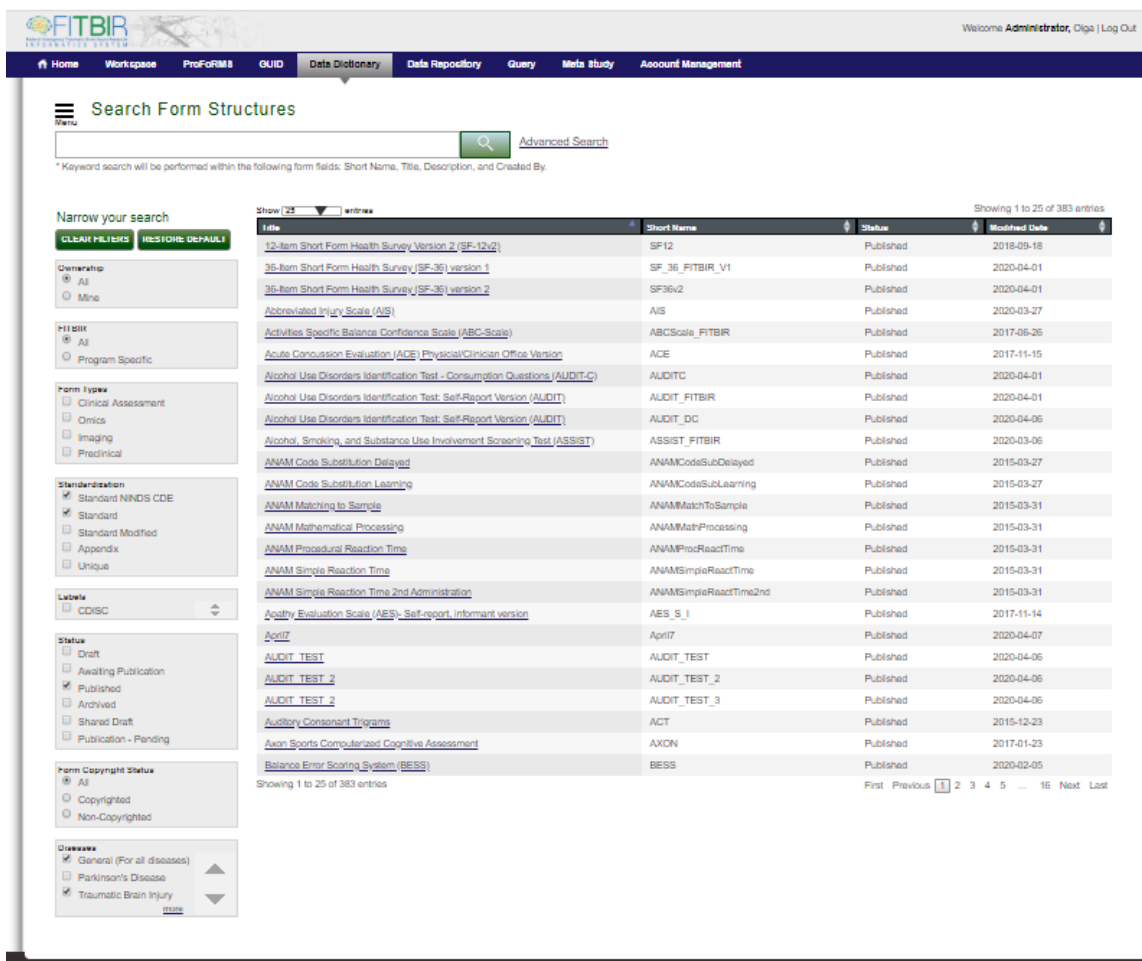 FITBIR
INFORMATICS SYSTEM
Welcome Administrator, Olga | Log Out
Home Workspace ProFoRMS GUID Data Dictionary Data Repository Query Meta Study Account Management
Menu
Search Form Structures
Advanced Search
* Keyword search will be performed within the following form fields: Short Name, Title, Description, and Created By.
Narrow your search
CLEAR FILTERS RESTORE DEFAULT
Ownership
All
Mine
FITBIR
All
Program Specific
Form Types
Clinical Assessment
Omics
Imaging
Preclinical
Standardization
Standard NINDS CDE
Standard
Standard Modified
Appendix
Unique
Labels
CDISC
Status
Draft
Awaiting Publication
Published
Archived
Shared Draft
Publication - Pending
Form Copyright Status
All
Copyrighted
Non-Copyrighted
Diseases
General (For all diseases)
Parkinson's Disease
Traumatic Brain Injury
more
Show 25 entries
Showing 1 to 25 of 383 entries
Title Short Name Status Modified Date
12-Item Short Form Health Survey Version 2 (SF-12v2) SF12 Published 2018-09-18
36-Item Short Form Health Survey (SF-36) version 1 SF_36_FITBIR_V1 Published 2020-04-01
36-Item Short Form Health Survey (SF-36) version 2 SF36v2 Published 2020-04-01
Abbreviated Injury Scale (AIS) AIS Published 2020-03-27
Activities Specific Balance Confidence Scale (ABC-Scale) ABCScale_FITBIR Published 2017-06-26
Acute Concussion Evaluation (ACE) Physicial/Clinician Office Version ACE Published 2017-11-15
Alcohol Use Disorders Identification Test - Consumption Questions (AUDIT-C) AUDITC Published 2020-04-01
Alcohol Use Disorders Identification Test: Self-Report Version (AUDIT) AUDIT_FITBIR Published 2020-04-01
Alcohol Use Disorders Identification Test: Self-Report Version (AUDIT) AUDIT_DC Published 2020-04-06
Alcohol, Smoking, and Substance Use Involvement Screening Test (ASSIST) ASSIST_FITBIR Published 2020-03-06
ANAM Code Substitution Delayed ANAMCodeSubDelayed Published 2015-03-27
ANAM Code Substitution Learning ANAMCodeSubLearning Published 2015-03-27
ANAM Matching to Sample ANAMMatchToSample Published 2015-03-31
ANAM Mathematical Processing ANAMMathProcessing Published 2015-03-31
ANAM Procedural Reaction Time ANAMProcReactTime Published 2015-03-31
ANAM Simple Reaction Time ANAMSimpleReactTime Published 2015-03-31
ANAM Simple Reaction Time 2nd Administration ANAMSimpleReactTime2nd Published 2015-03-31
Apathy Evaluation Scale (AES)- Self-report, informant version AES_S_I Published 2017-11-14
April7 April7 Published 2020-04-07
AUDIT_TEST AUDIT_TEST Published 2020-04-06
AUDIT_TEST_2 AUDIT_TEST_2 Published 2020-04-06
AUDIT_TEST_2 AUDIT_TEST_3 Published 2020-04-06
Auditory Consonant Trigrams ACT Published 2015-12-23
Axon Sports Computerized Cognitive Assessment AXON Published 2017-01-23
Balance Error Scoring System (BESS) BESS Published 2020-02-05
Showing 1 to 25 of 383 entries
First Previous 1 2 3 4 5 ... 16 Next Last